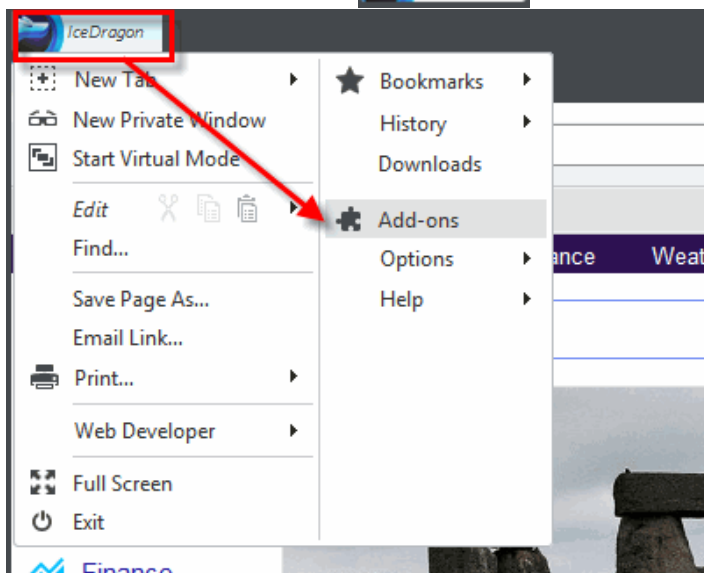 IceDragon
New Tab
New Private Window
Start Virtual Mode
Edit
Find...
Save Page As...
Email Link...
Print...
Web Developer
Full Screen
Exit
Bookmarks
History
Downloads
Add-ons
Options
Help
ance Weat
Finance